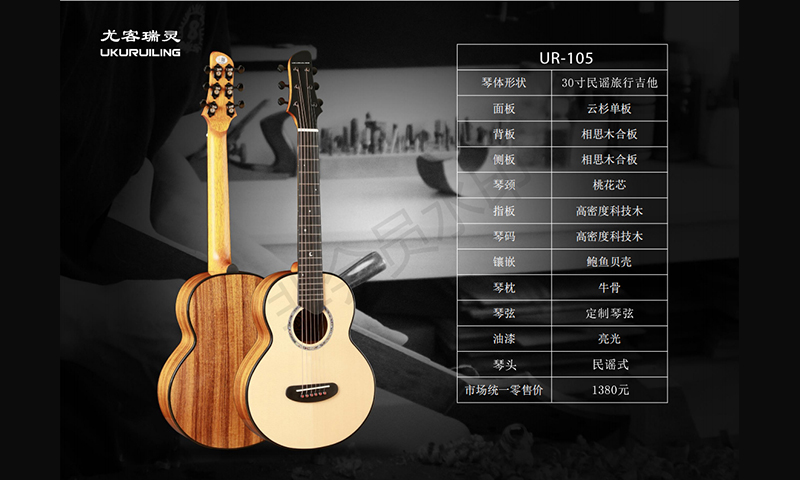 尤客瑞灵
UKURUILING
UR-105
琴体形状 30寸民谣旅行吉他
面板 云杉单板
背板 相思木合板
侧板 相思木合板
琴颈 桃花芯
指板 高密度科技木
琴码 高密度科技木
镶嵌 鲍鱼贝壳
琴枕 牛骨
琴弦 定制琴弦
油漆 亮光
琴头 民谣式
市场统一零售价 1380元
非会员水印